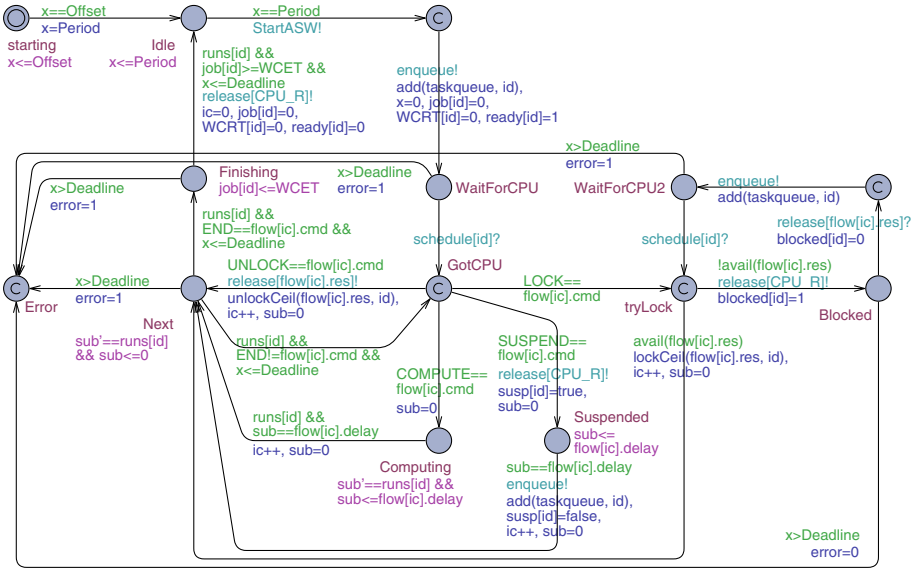 x==Offset
x=Period
starting
x<=Offset
Idle
x<=Period
x==Period
StartASW!
C
runs[id] &&
job[id]>=WCET &&
x<=Deadline
release[CPU_R]!
ic=0, job[id]=0,
WCRT[id]=0, ready[id]=0
enqueue!
add(taskqueue, id),
x=0, job[id]=0,
WCRT[id]=0, ready[id]=1
x>Deadline
error=1
Finishing
job[id]<=WCET
x>Deadline
error=1
WaitForCPU
x>Deadline
error=1
WaitForCPU2
enqueue!
add(taskqueue, id)
C
runs[id] &&
END==flow[ic].cmd &&
x<=Deadline
schedule[id]?
schedule[id]?
release[flow[ic].res]?
blocked[id]=0
C
Error
x>Deadline
error=1
Next
sub'==runs[id]
&& sub<=0
UNLOCK==flow[ic].cmd
release[flow[ic].res]!
unlockCeil(flow[ic].res, id),
ic++, sub=0
GotCPU
C
LOCK==
flow[ic].cmd
C
tryLock
!avail(flow[ic].res)
release[CPU_R]!
blocked[id]=1
Blocked
runs[id] &&
END!=flow[ic].cmd &&
x<=Deadline
COMPUTE==
flow[ic].cmd
sub=0
SUSPEND==
flow[ic].cmd
release[CPU_R]!
susp[id]=true,
sub=0
avail(flow[ic].res)
lockCeil(flow[ic].res, id),
ic++, sub=0
runs[id] &&
sub==flow[ic].delay
ic++, sub=0
Computing
sub'==runs[id] &&
sub<=flow[ic].delay
Suspended
sub<=
flow[ic].delay
sub==flow[ic].delay
enqueue!
add(taskqueue, id),
susp[id]=false,
ic++, sub=0
x>Deadline
error=0